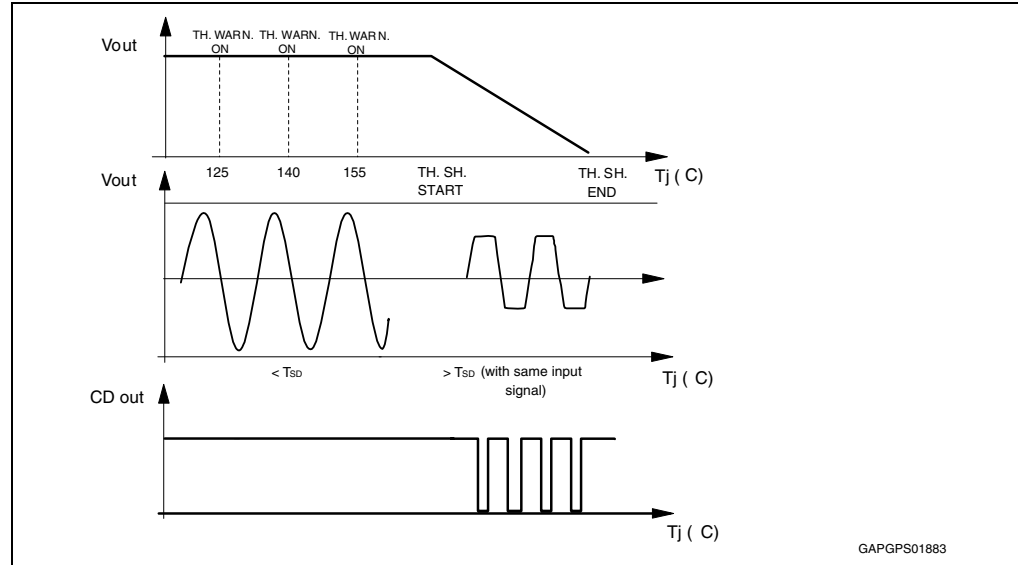 TH. WARN. TH. WARN. TH. WARN.
Vout
ON ON ON
125 140 155 TH. SH. TH. SH. Tj ( C)
START END
Vout
< TSD > TSD (with same input
signal)
Tj ( C)
CD out
Tj ( C)
GAPGPS01883